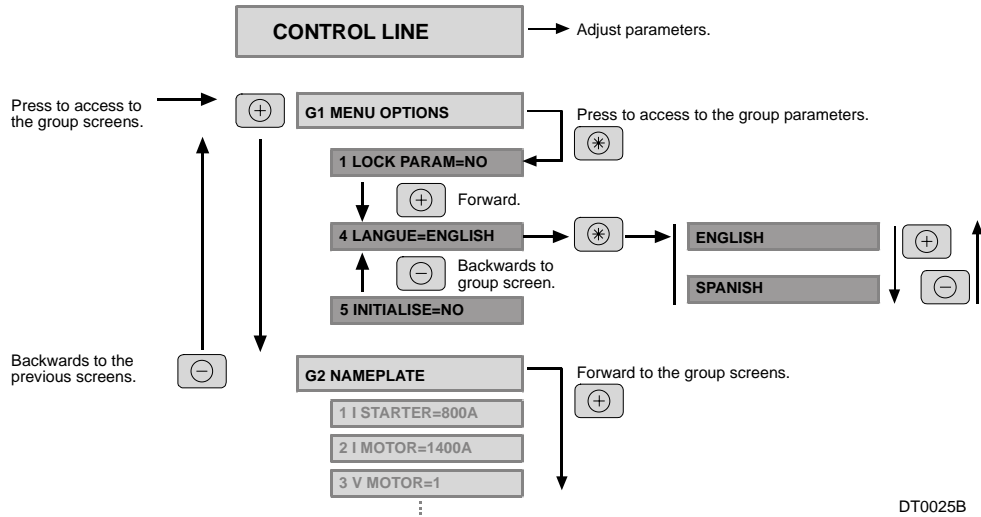 CONTROL LINE
Adjust parameters.
Press to access to
the group screens.
G1 MENU OPTIONS
Press to access to the group parameters.
1 LOCK PARAM=NO
Forward.
4 LANGUE=ENGLISH
ENGLISH
Backwards to
group screen.
SPANISH
5 INITIALISE=NO
Backwards to the
previous screens.
G2 NAMEPLATE
Forward to the group screens.
1 I STARTER=800A
2 I MOTOR=1400A
3 V MOTOR=1
DT0025B